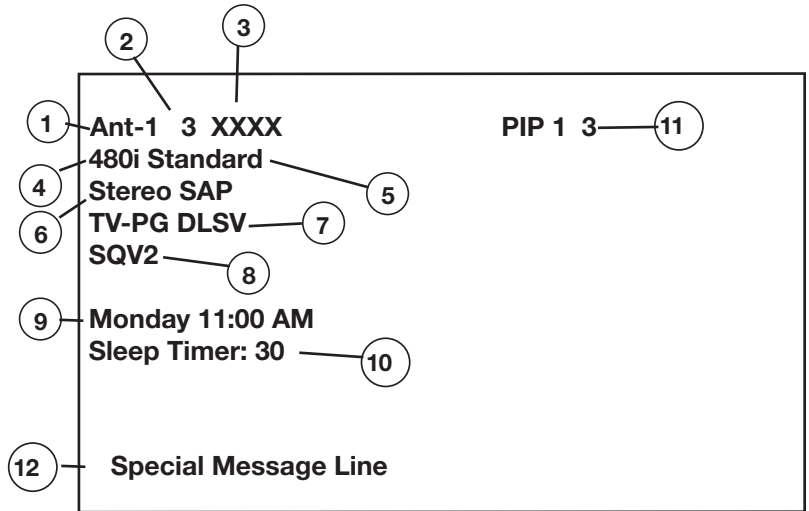 2 3
1 Ant-1 3 XXXX PIP 1 3 11
4 480i Standard 5
6 Stereo SAP
TV-PG DLSV 7
SQV2 8
9 Monday 11:00 AM
Sleep Timer: 30 10
12 Special Message Line